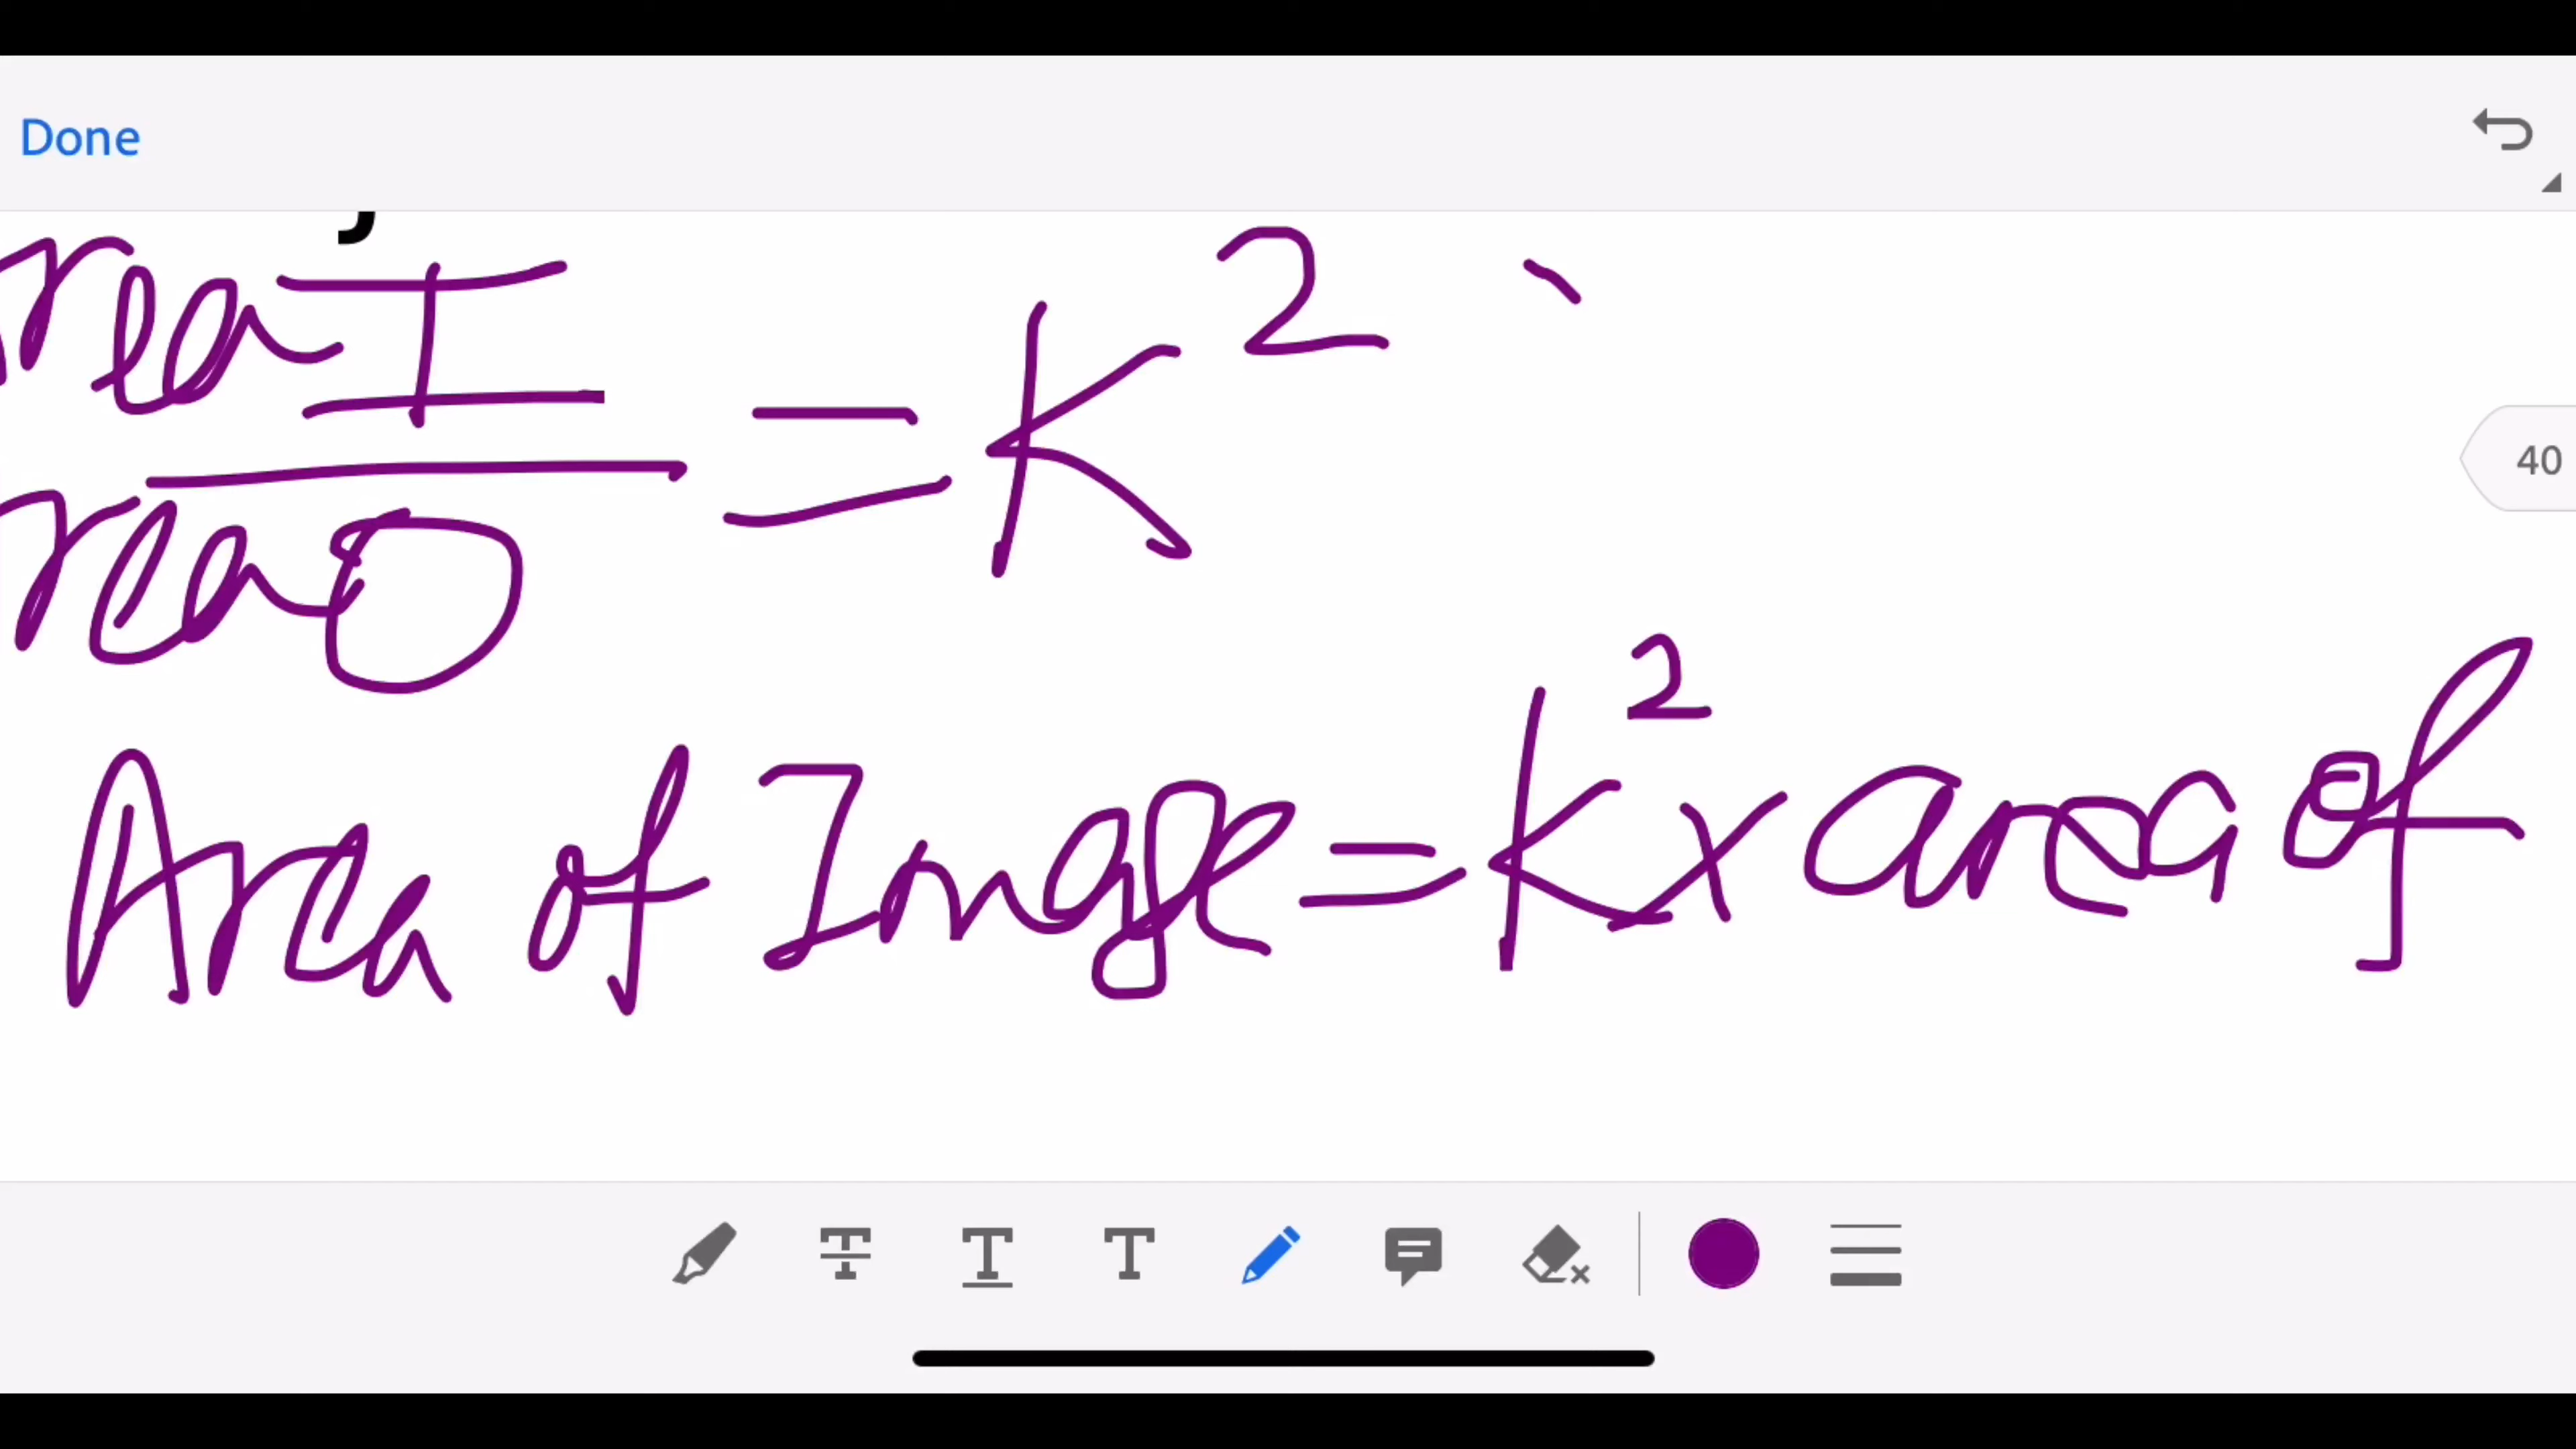 Done
rea I = K²
rea O
40
Area of Image = K² x area of